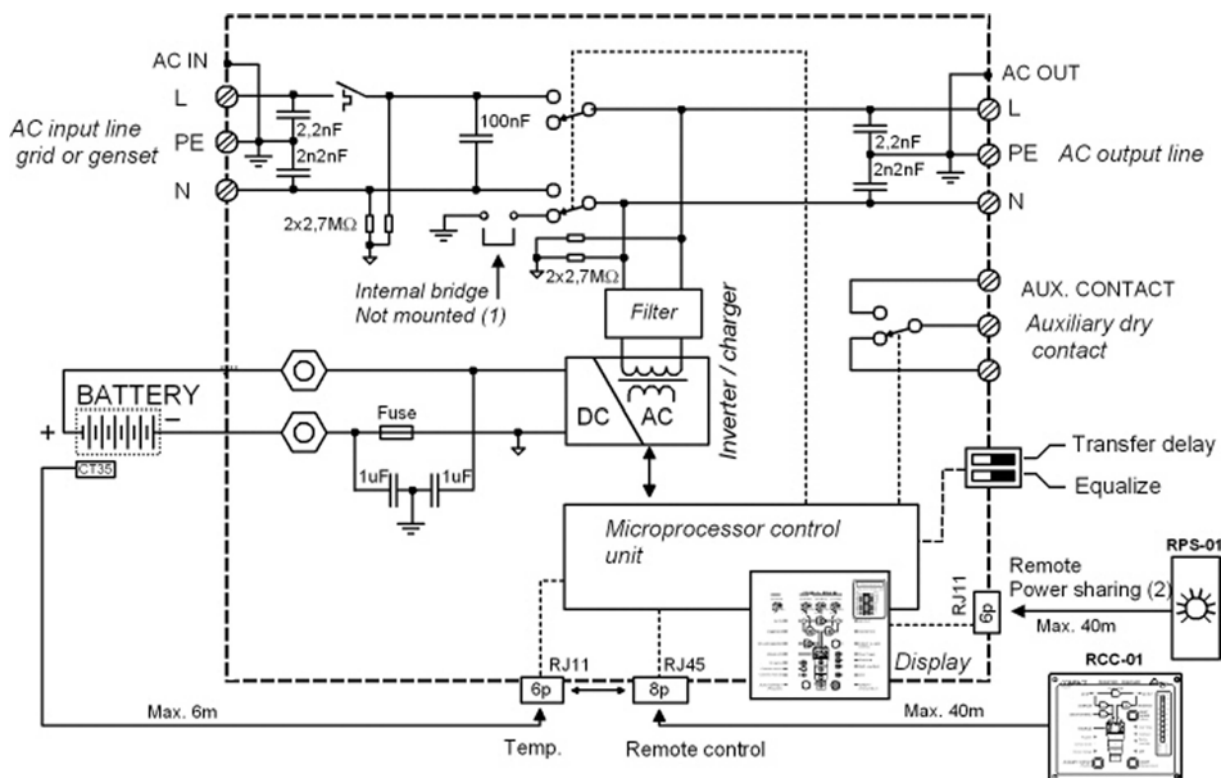 AC IN
L
AC input line
grid or genset
PE
N
2,2nF
2n2nF
100nF
2x2,7MΩ
Internal bridge
Not mounted (1)
2x2,7MΩ
Filter
AC OUT
L
2,2nF
PE
AC output line
2n2nF
N
AUX. CONTACT
Auxiliary dry
contact
BATTERY
+
−
CT35
Fuse
1uF
1uF
DC
AC
Inverter / charger
Transfer delay
Equalize
Microprocessor control
unit
Display
RJ11
6p
Remote
Power sharing (2)
Max. 40m
RPS-01
RJ11
6p
RJ45
8p
Max. 6m
Temp.
Remote control
Max. 40m
RCC-01